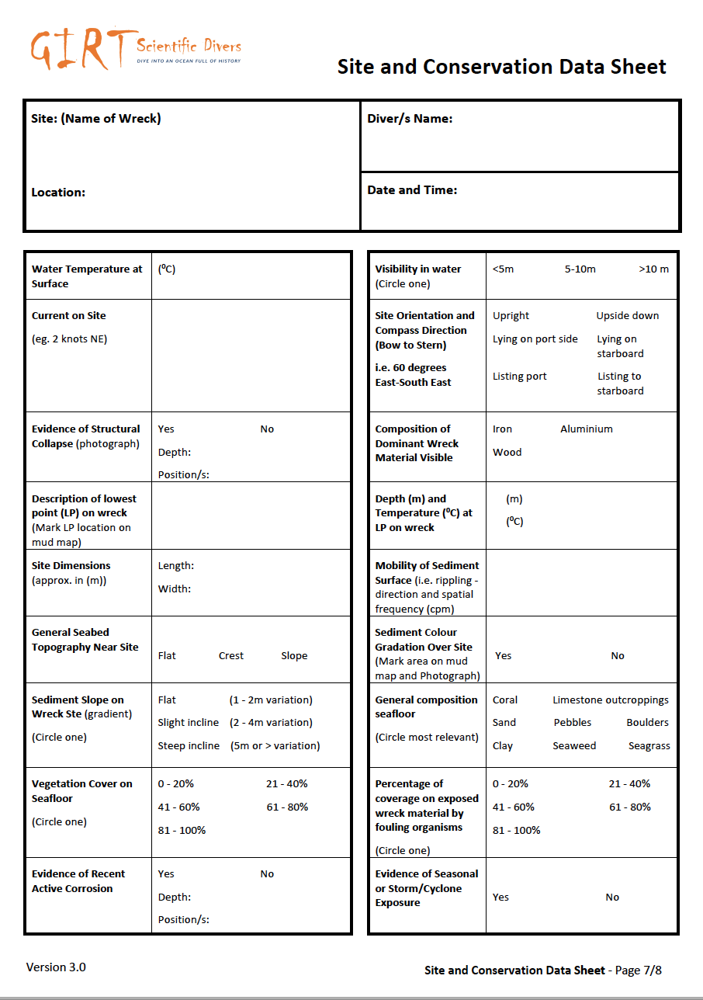 GIRT Scientific Divers
DIVE INTO AN OCEAN FULL OF HISTORY
Site and Conservation Data Sheet
Site: (Name of Wreck)
Location:
Diver/s Name:
Date and Time:
Water Temperature at
Surface
(⁰C)
Current on Site
(eg. 2 knots NE)
Evidence of Structural
Collapse (photograph)
Yes No
Depth:
Position/s:
Description of lowest
point (LP) on wreck
(Mark LP location on
mud map)
Site Dimensions
(approx. in (m))
Length:
Width:
General Seabed
Topography Near Site
Flat Crest Slope
Sediment Slope on
Wreck Ste (gradient)
(Circle one)
Flat (1 - 2m variation)
Slight incline (2 - 4m variation)
Steep incline (5m or > variation)
Vegetation Cover on
Seafloor
(Circle one)
0 - 20% 21 - 40%
41 - 60% 61 - 80%
81 - 100%
Evidence of Recent
Active Corrosion
Yes No
Depth:
Position/s:
Visibility in water
(Circle one)
<5m 5-10m >10 m
Site Orientation and
Compass Direction
(Bow to Stern)
i.e. 60 degrees
East-South East
Upright Upside down
Lying on port side Lying on
starboard
Listing port Listing to
starboard
Composition of
Dominant Wreck
Material Visible
Iron Aluminium
Wood
Depth (m) and
Temperature (⁰C) at
LP on wreck
(m)
(⁰C)
Mobility of Sediment
Surface (i.e. rippling -
direction and spatial
frequency (cpm)
Sediment Colour
Gradation Over Site
(Mark area on mud
map and Photograph)
Yes No
General composition
seafloor
(Circle most relevant)
Coral Limestone outcroppings
Sand Pebbles Boulders
Clay Seaweed Seagrass
Percentage of
coverage on exposed
wreck material by
fouling organisms
(Circle one)
0 - 20% 21 - 40%
41 - 60% 61 - 80%
81 - 100%
Evidence of Seasonal
or Storm/Cyclone
Exposure
Yes No
Version 3.0
Site and Conservation Data Sheet - Page 7/8